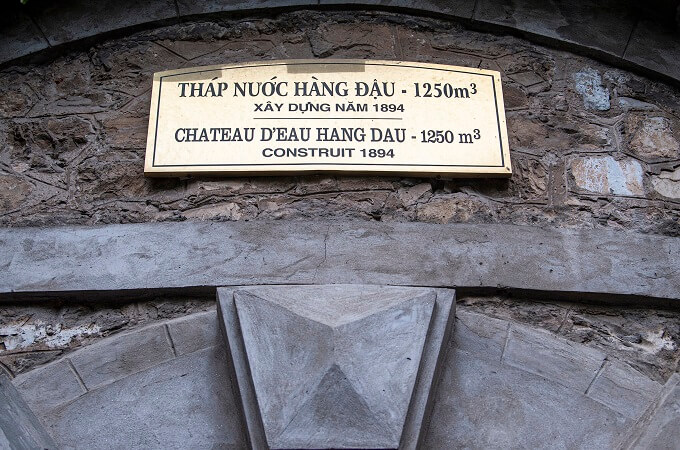 THÁP NƯỚC HÀNG ĐẬU - 1250m³
XÂY DỰNG NĂM 1894
CHATEAU D'EAU HANG DAU - 1250 m³
CONSTRUIT 1894